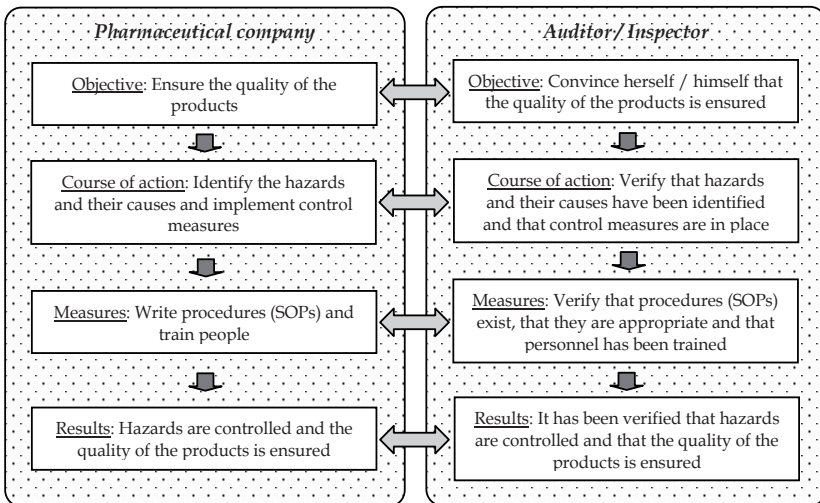 Pharmaceutical company
Objective: Ensure the quality of the
products
Course of action: Identify the hazards
and their causes and implement control
measures
Measures: Write procedures (SOPs) and
train people
Results: Hazards are controlled and the
quality of the products is ensured
Auditor / Inspector
Objective: Convince herself / himself that
the quality of the products is ensured
Course of action: Verify that hazards
and their causes have been identified
and that control measures are in place
Measures: Verify that procedures (SOPs)
exist, that they are appropriate and that
personnel has been trained
Results: It has been verified that hazards
are controlled and that the quality of the
products is ensured